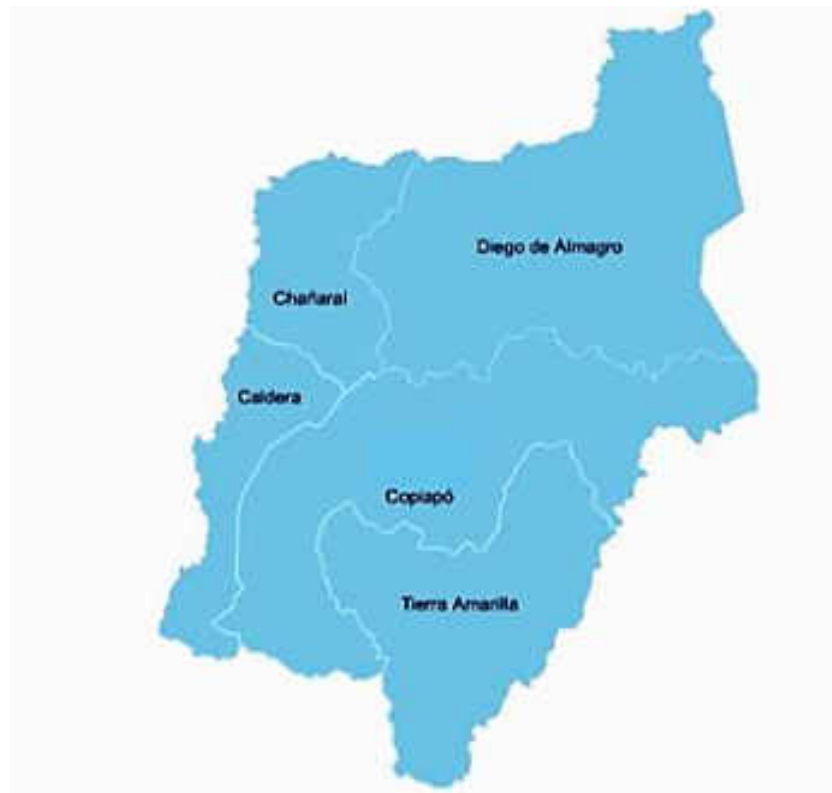 Diego de Almagro
Chañaral
Caldera
Copiapó
Tierra Amarilla